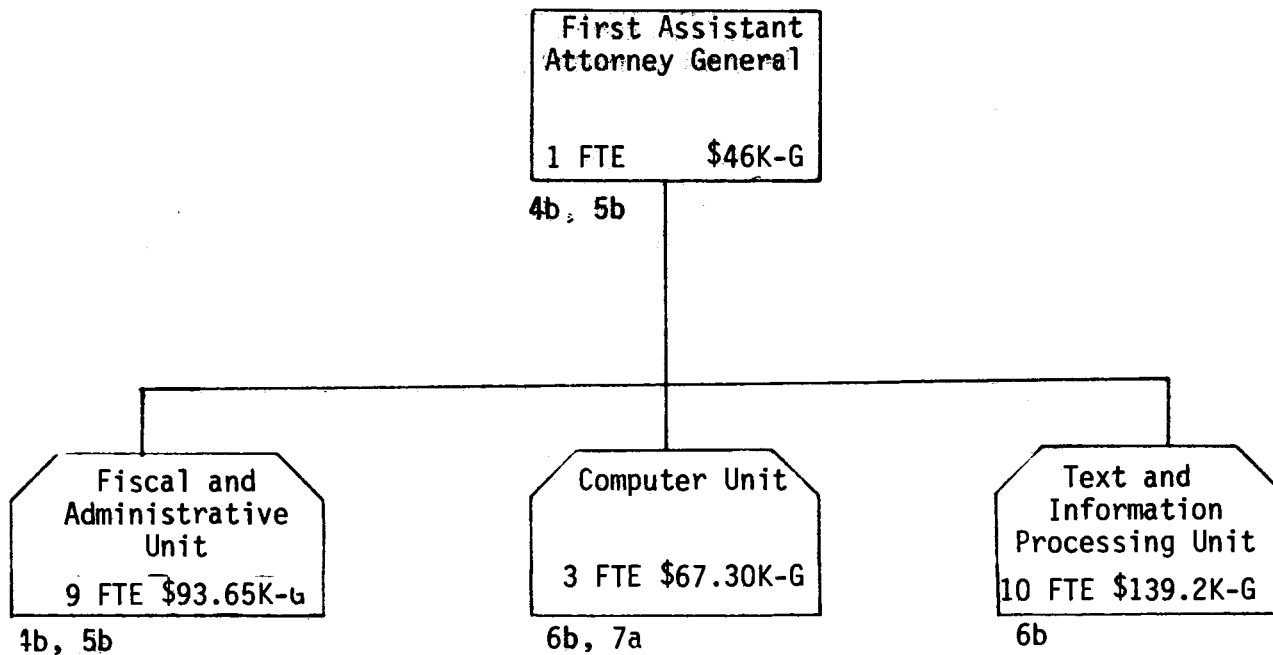 First Assistant
Attorney General
1 FTE $46K-G
4b, 5b
Fiscal and
Administrative
Unit
9 FTE $93.65K-G
4b, 5b
Computer Unit
3 FTE $67.30K-G
6b, 7a
Text and
Information
Processing Unit
10 FTE $139.2K-G
6b